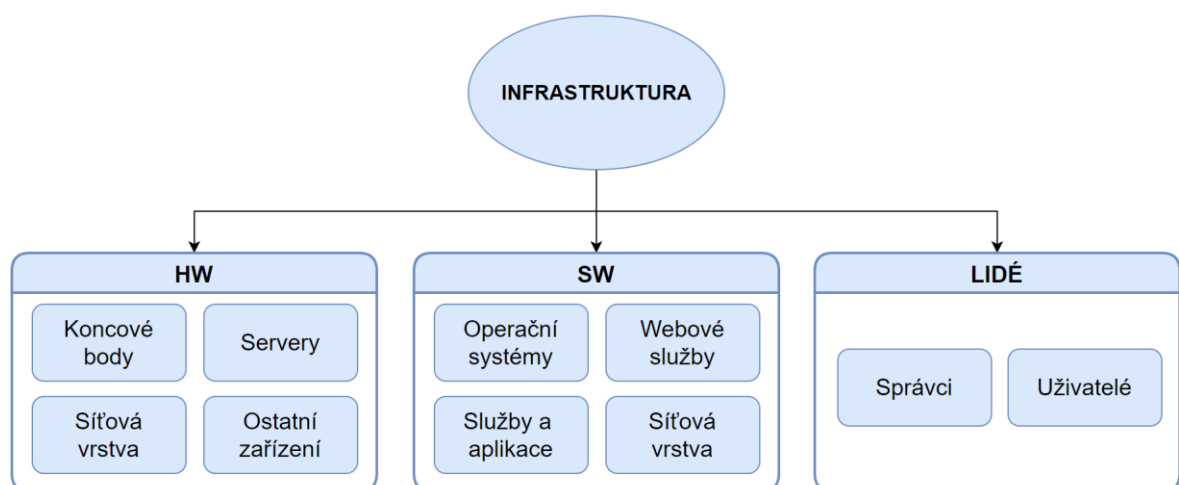 INFRASTRUKTURA
HW
Koncové
body
Servery
Síťová
vrstva
Ostatní
zařízení
SW
Operační
systémy
Webové
služby
Služby a
aplikace
Síťová
vrstva
LIDÉ
Správci
Uživatelé